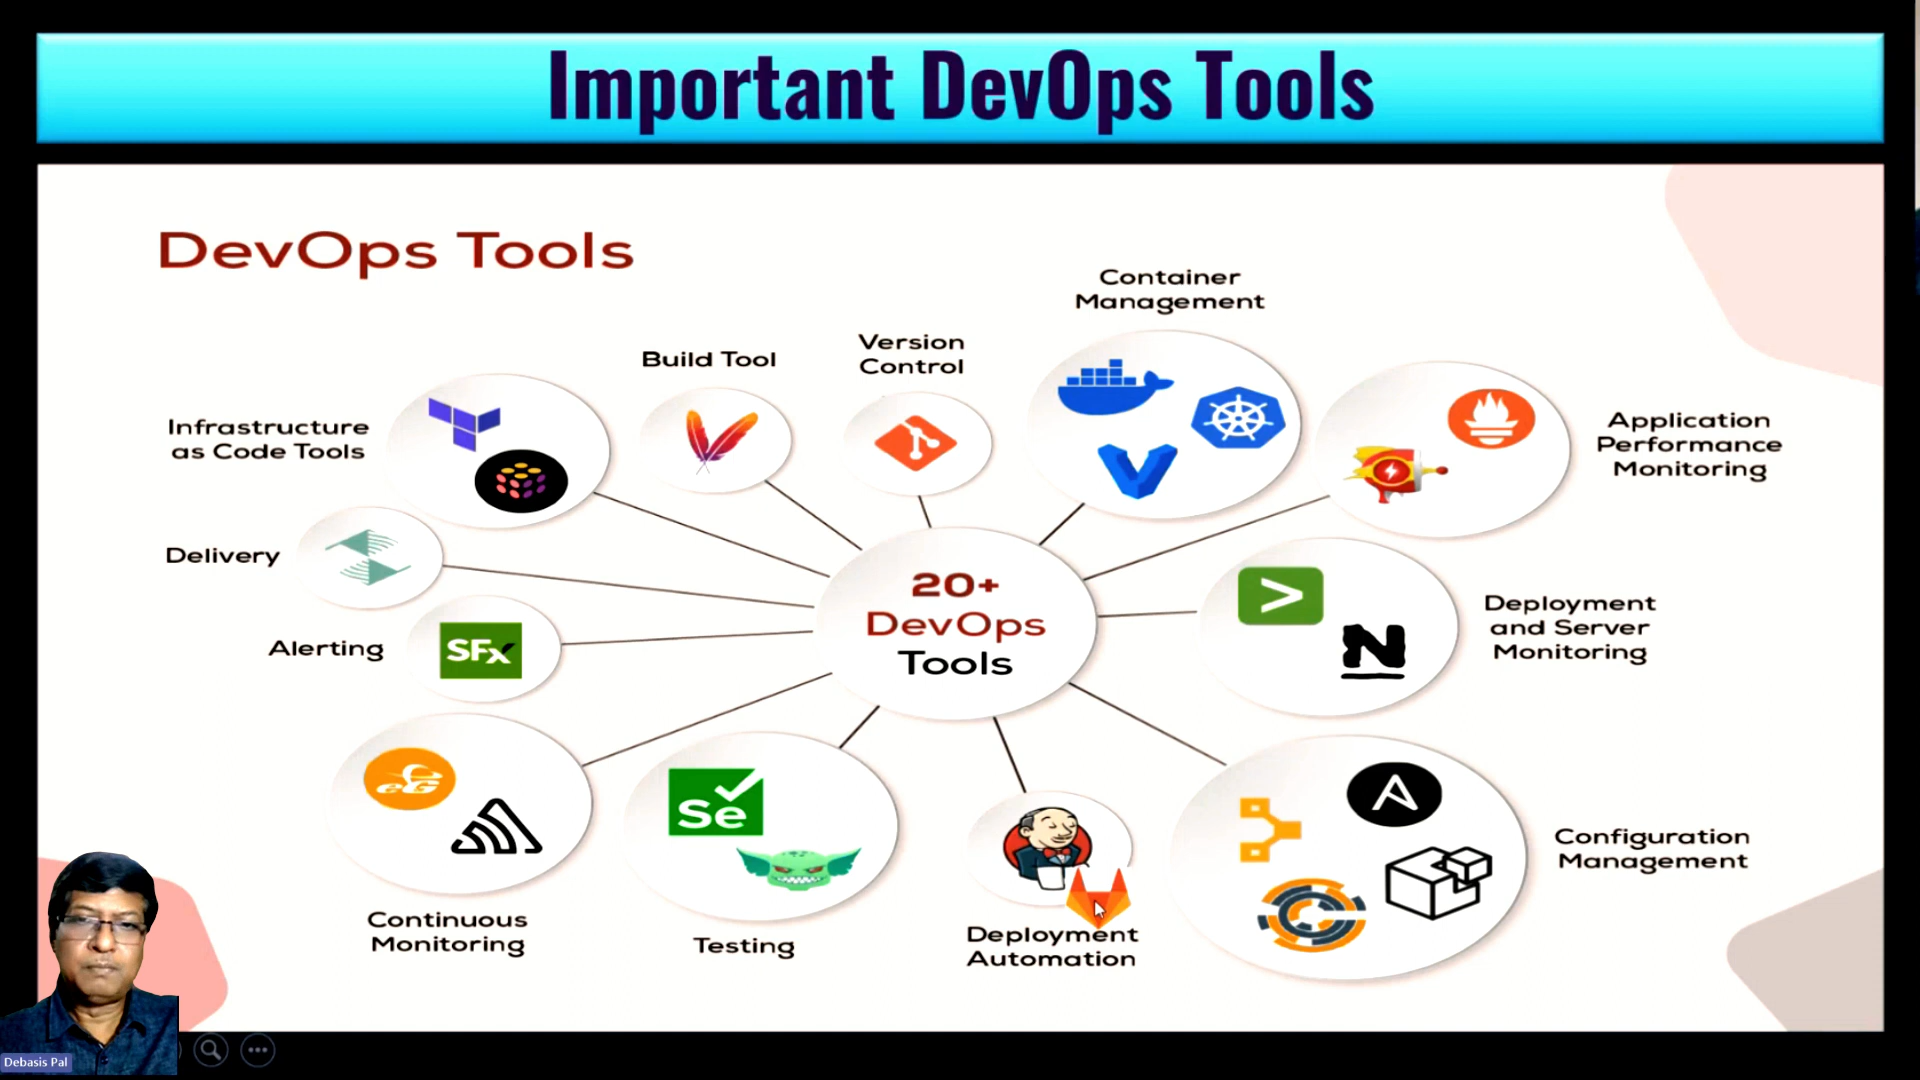 Important DevOps Tools
DevOps Tools
Container
Management
Version
Control
Build Tool
Infrastructure
as Code Tools
Application
Performance
Monitoring
Delivery
20+
DevOps
Tools
Deployment
and Server
Monitoring
Alerting
SFx
eG
Se
Configuration
Management
Continuous
Monitoring
Testing
Deployment
Automation
Debasis Pal